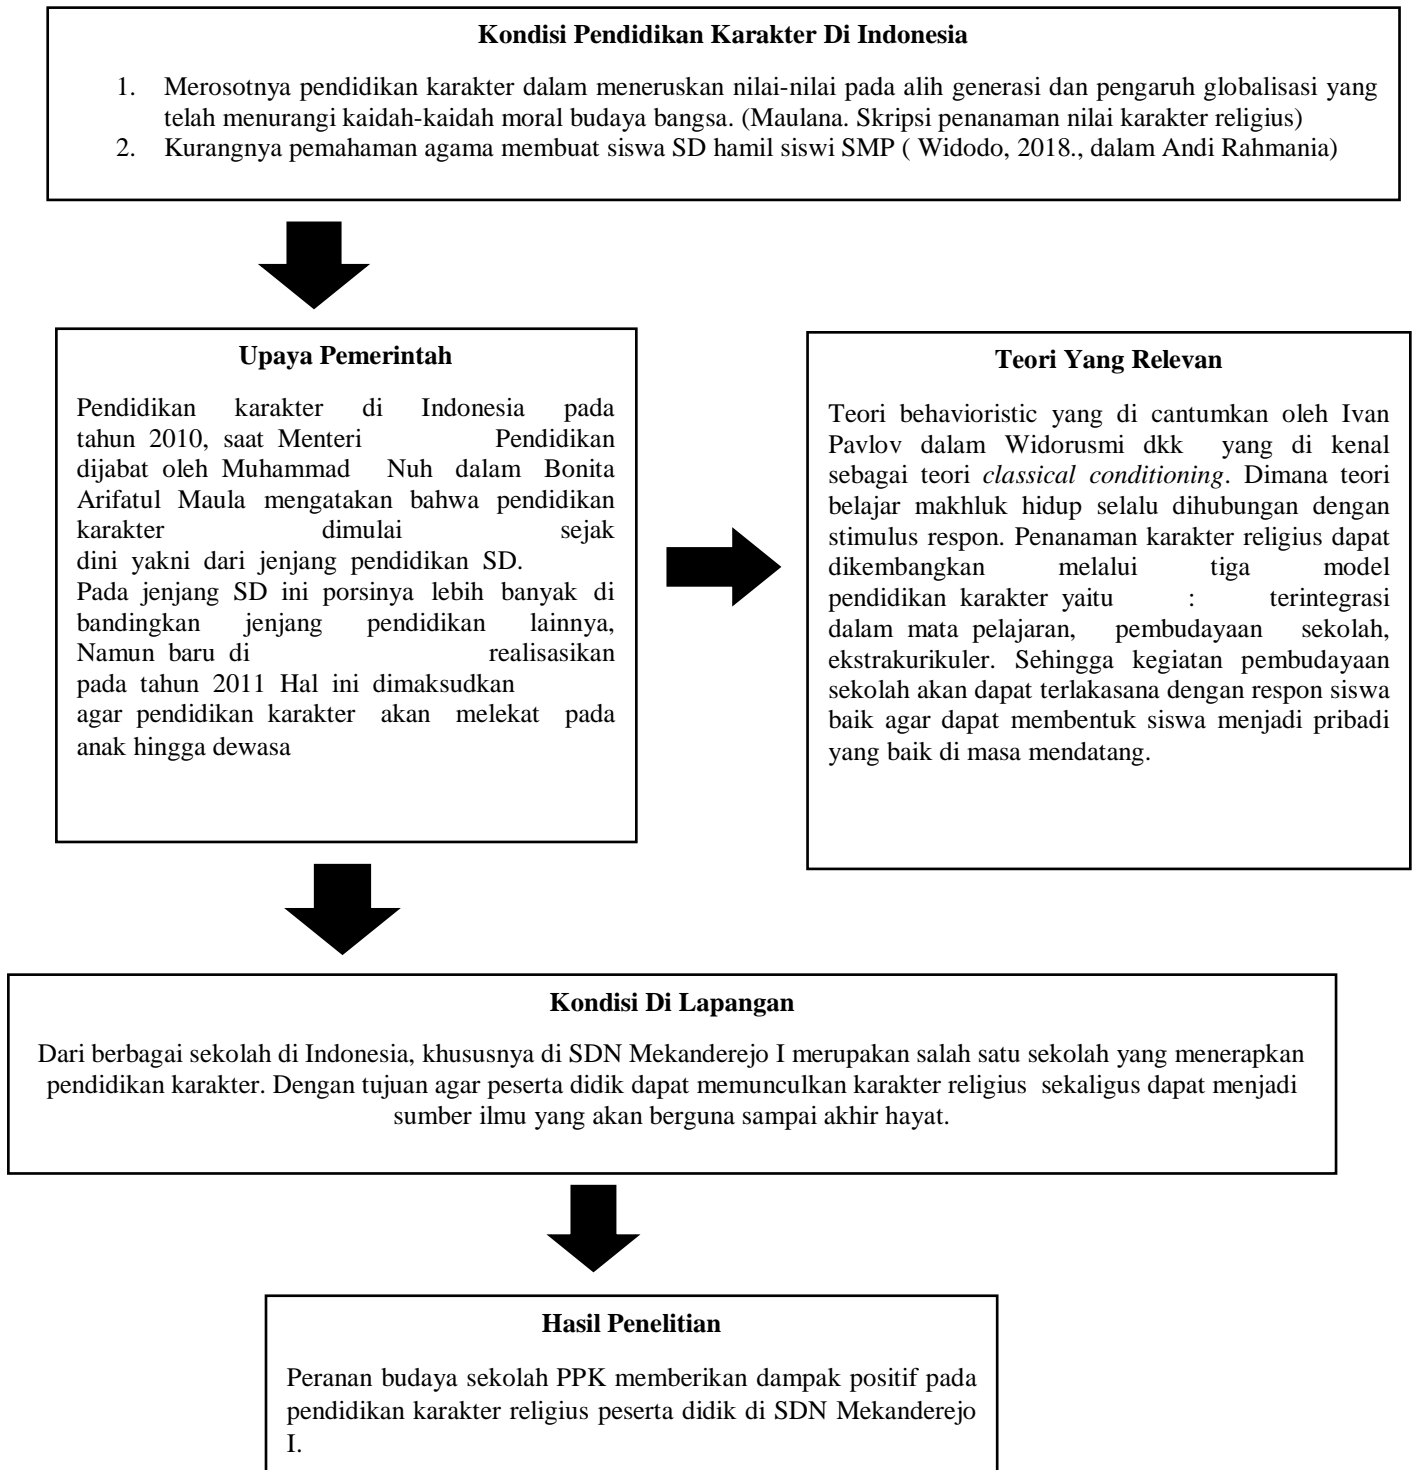 Kondisi Pendidikan Karakter Di Indonesia
1. Merosotnya pendidikan karakter dalam meneruskan nilai-nilai pada alih generasi dan pengaruh globalisasi yang
telah menurangi kaidah-kaidah moral budaya bangsa. (Maulana. Skripsi penanaman nilai karakter religius)
2. Kurangnya pemahaman agama membuat siswa SD hamil siswi SMP ( Widodo, 2018., dalam Andi Rahmania)
Upaya Pemerintah
Pendidikan karakter di Indonesia pada
tahun 2010, saat Menteri Pendidikan
dijabat oleh Muhammad Nuh dalam Bonita
Arifatul Maula mengatakan bahwa pendidikan
karakter dimulai sejak
dini yakni dari jenjang pendidikan SD.
Pada jenjang SD ini porsinya lebih banyak di
bandingkan jenjang pendidikan lainnya,
Namun baru di realisasikan
pada tahun 2011 Hal ini dimaksudkan
agar pendidikan karakter akan melekat pada
anak hingga dewasa
Teori Yang Relevan
Teori behavioristic yang di cantumkan oleh Ivan
Pavlov dalam Widorusmi dkk yang di kenal
sebagai teori classical conditioning. Dimana teori
belajar makhluk hidup selalu dihubungan dengan
stimulus respon. Penanaman karakter religius dapat
dikembangkan melalui tiga model
pendidikan karakter yaitu : terintegrasi
dalam mata pelajaran, pembudayaan sekolah,
ekstrakurikuler. Sehingga kegiatan pembudayaan
sekolah akan dapat terlakasana dengan respon siswa
baik agar dapat membentuk siswa menjadi pribadi
yang baik di masa mendatang.
Kondisi Di Lapangan
Dari berbagai sekolah di Indonesia, khususnya di SDN Mekanderejo I merupakan salah satu sekolah yang menerapkan
pendidikan karakter. Dengan tujuan agar peserta didik dapat memunculkan karakter religius sekaligus dapat menjadi
sumber ilmu yang akan berguna sampai akhir hayat.
Hasil Penelitian
Peranan budaya sekolah PPK memberikan dampak positif pada
pendidikan karakter religius peserta didik di SDN Mekanderejo
I.